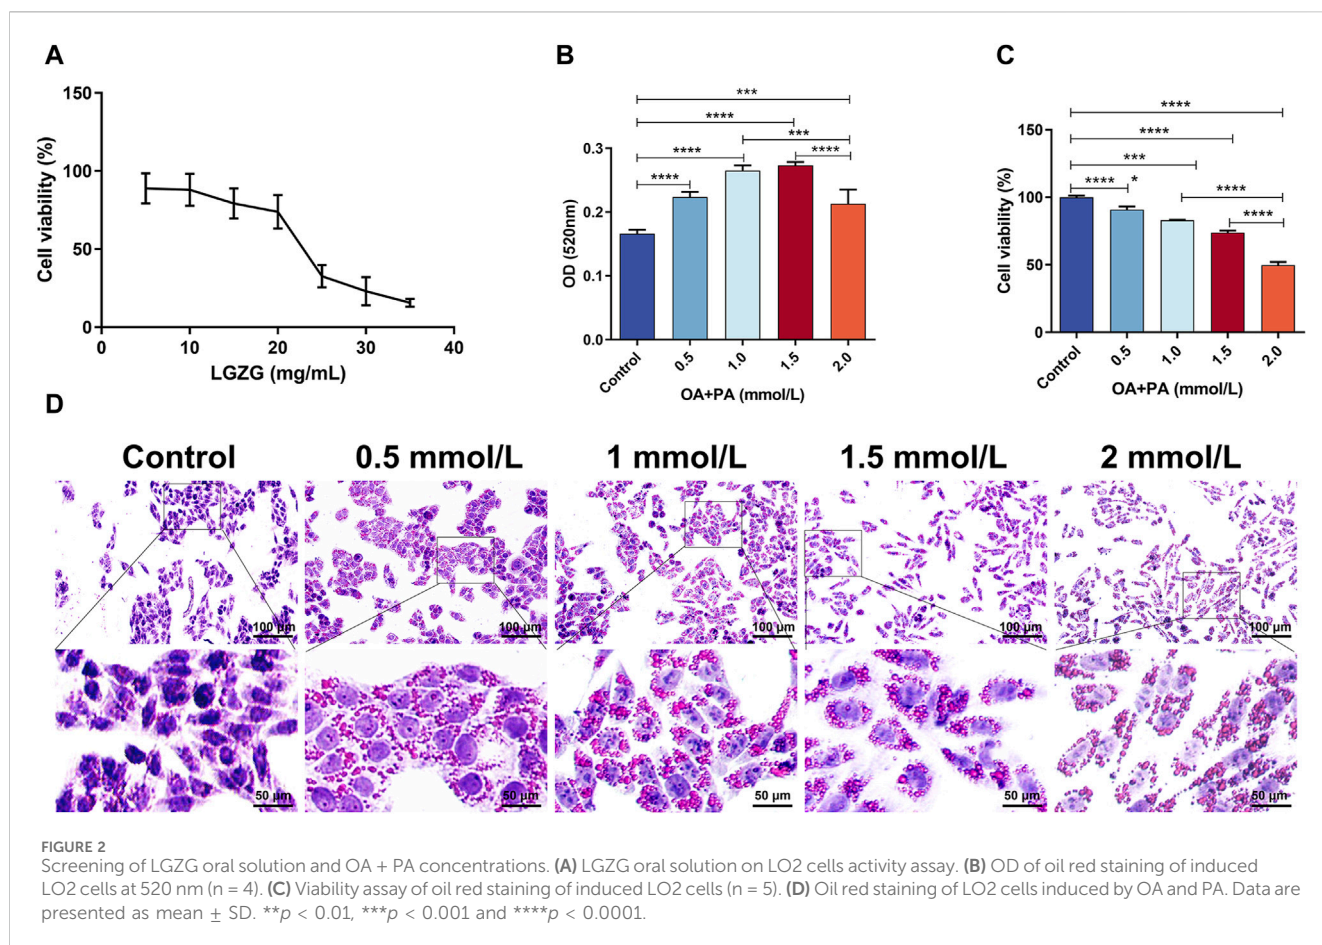 A
150
100
50
0
Cell viability (%)
0 10 20 30 40
LGZG (mg/mL)
B
***
****
***
****
****
****
0.3
0.2
0.1
0.0
OD (520nm)
Control 0.5 1.0 1.5 2.0
OA+PA (mmol/L)
C
****
****
***
**** *
****
****
150
100
50
0
Cell viability (%)
Control 0.5 1.0 1.5 2.0
OA+PA (mmol/L)
D
Control 0.5 mmol/L 1 mmol/L 1.5 mmol/L 2 mmol/L
100 μm 100 μm 100 μm 100 μm 100 μm
50 μm 50 μm 50 μm 50 μm 50 μm
FIGURE 2
Screening of LGZG oral solution and OA + PA concentrations. (A) LGZG oral solution on LO2 cells activity assay. (B) OD of oil red staining of induced
LO2 cells at 520 nm (n = 4). (C) Viability assay of oil red staining of induced LO2 cells (n = 5). (D) Oil red staining of LO2 cells induced by OA and PA. Data are
presented as mean ± SD. **p < 0.01, ***p < 0.001 and ****p < 0.0001.